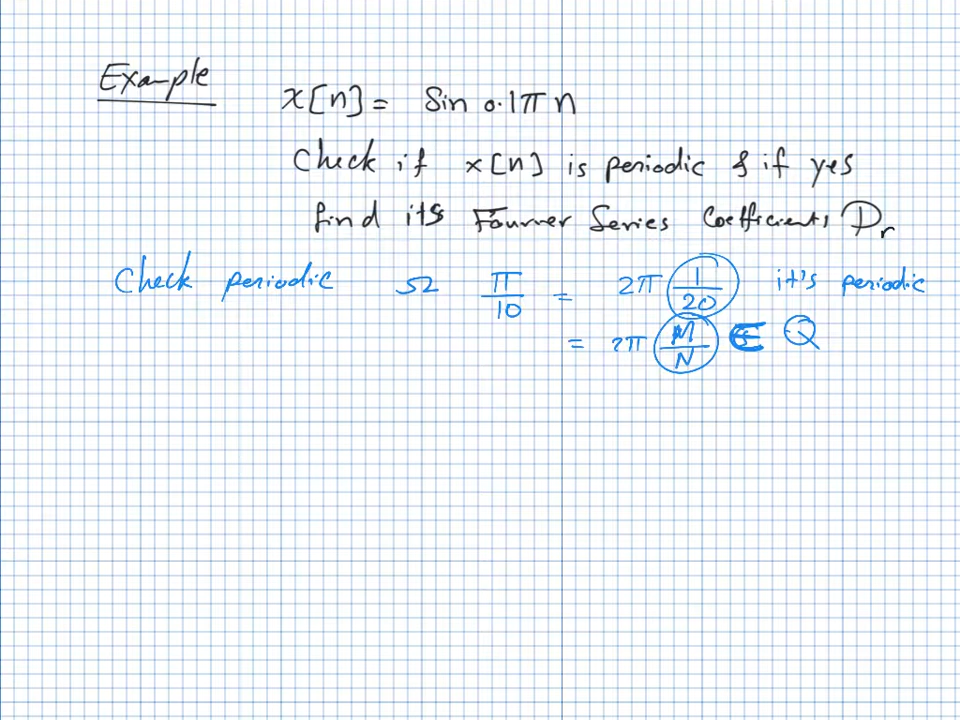 Example x[n] = Sin 0.1π n
Check if x[n] is periodic & if yes
find its Fourier Series Coefficients Dr
Check periodic Ω π/10 = 2π 1/20 it's periodic
= 2π M/N ∈ Q